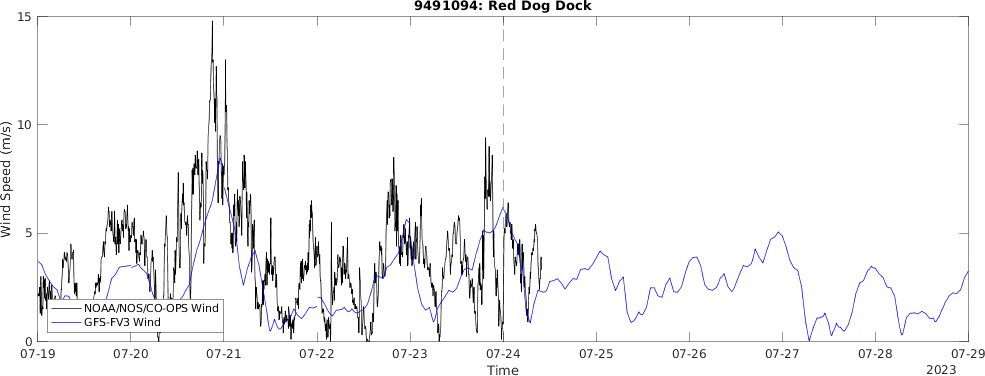 9491094: Red Dog Dock
Wind Speed (m/s)
15
10
5
0
NOAA/NOS/CO-OPS Wind
GFS-FV3 Wind
07-19 07-20 07-21 07-22 07-23 07-24 07-25 07-26 07-27 07-28 07-29
Time
2023